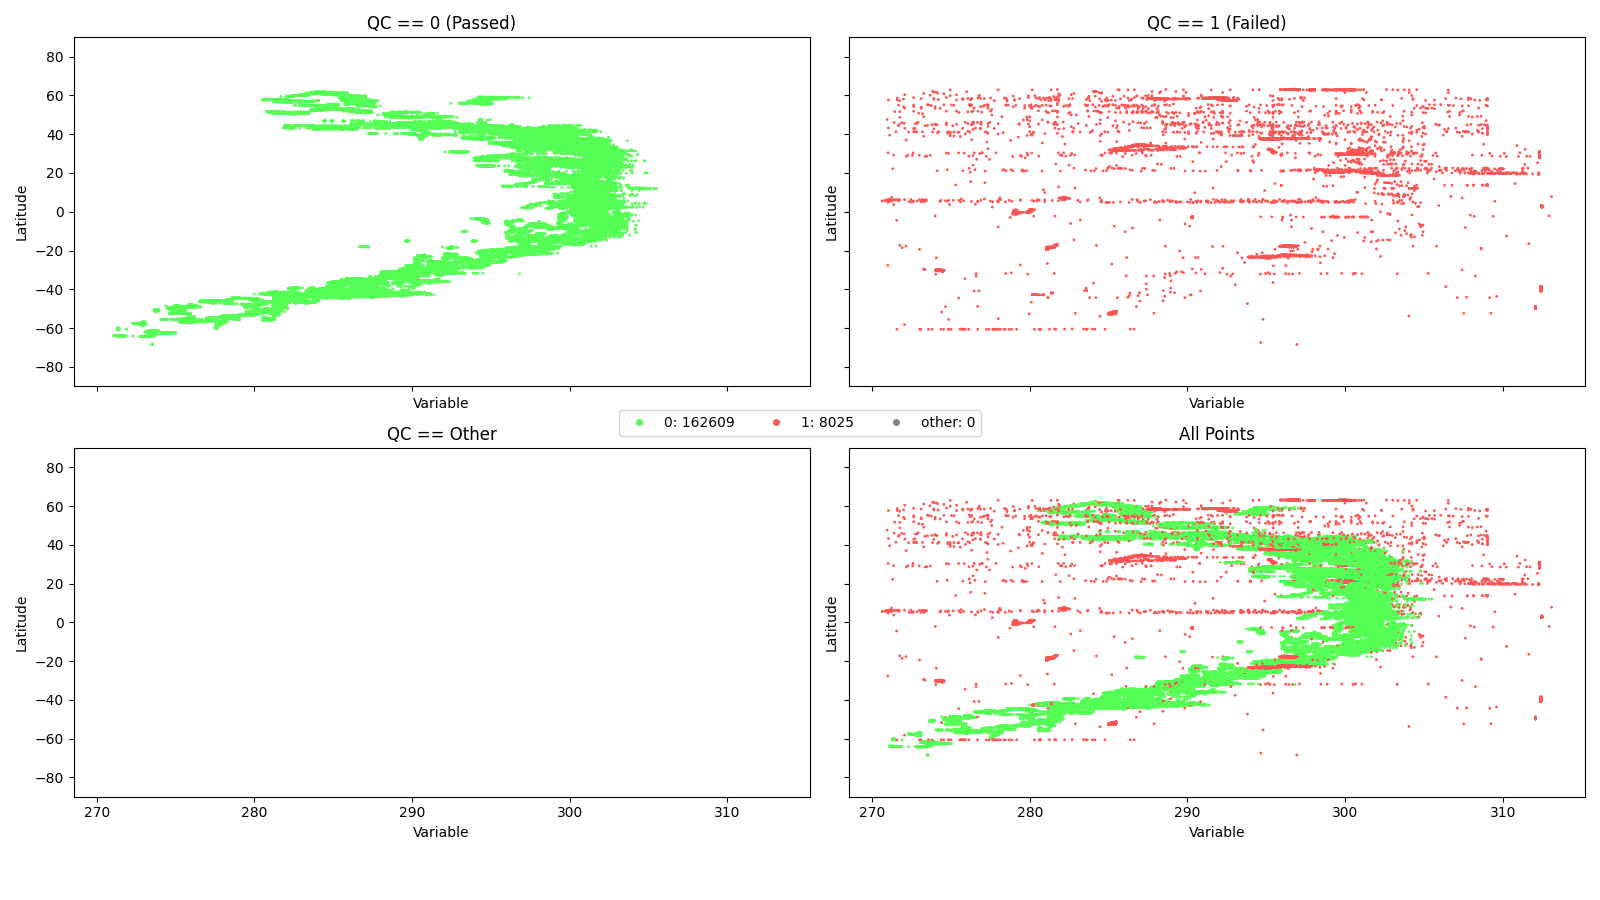 QC == 0 (Passed)
QC == 1 (Failed)
80
60
40
20
0
−20
−40
−60
−80
Latitude
Latitude
Variable
Variable
0: 162609
1: 8025
other: 0
QC == Other
All Points
80
60
40
20
0
−20
−40
−60
−80
Latitude
Latitude
270
280
290
300
310
270
280
290
300
310
Variable
Variable